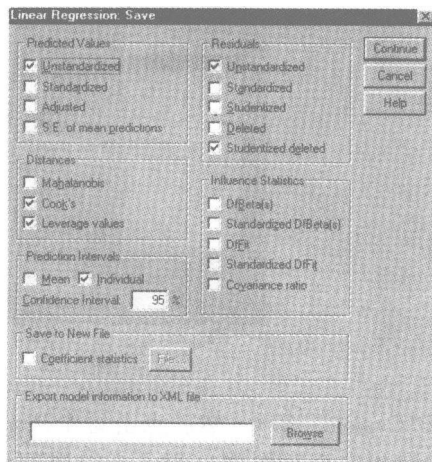 Linear Regression: Save
Predicted Values
Unstandardized
Standardized
Adjusted
S.E. of mean predictions
Distances
Mahalanobis
Cook's
Leverage values
Prediction Intervals
Mean Individual
Confidence Interval: 95 %
Residuals
Unstandardized
Standardized
Studentized
Deleted
Studentized deleted
Influence Statistics
DfBeta(s)
Standardized DfBeta(s)
DfFit
Standardized DfFit
Covariance ratio
Continue
Cancel
Help
Save to New File
Coefficient statistics File...
Export model information to XML file
Browse